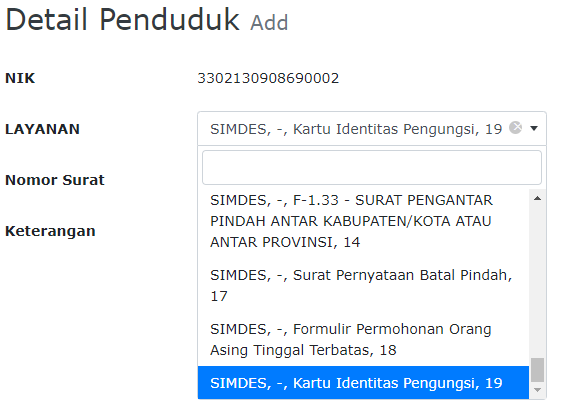 Detail Penduduk Add
NIK 3302130908690002
LAYANAN SIMDES, -, Kartu Identitas Pengungsi, 19
Nomor Surat
Keterangan
SIMDES, -, F-1.33 - SURAT PENGANTAR
PINDAH ANTAR KABUPATEN/KOTA ATAU
ANTAR PROVINSI, 14
SIMDES, -, Surat Pernyataan Batal Pindah,
17
SIMDES, -, Formulir Permohonan Orang
Asing Tinggal Terbatas, 18
SIMDES, -, Kartu Identitas Pengungsi, 19